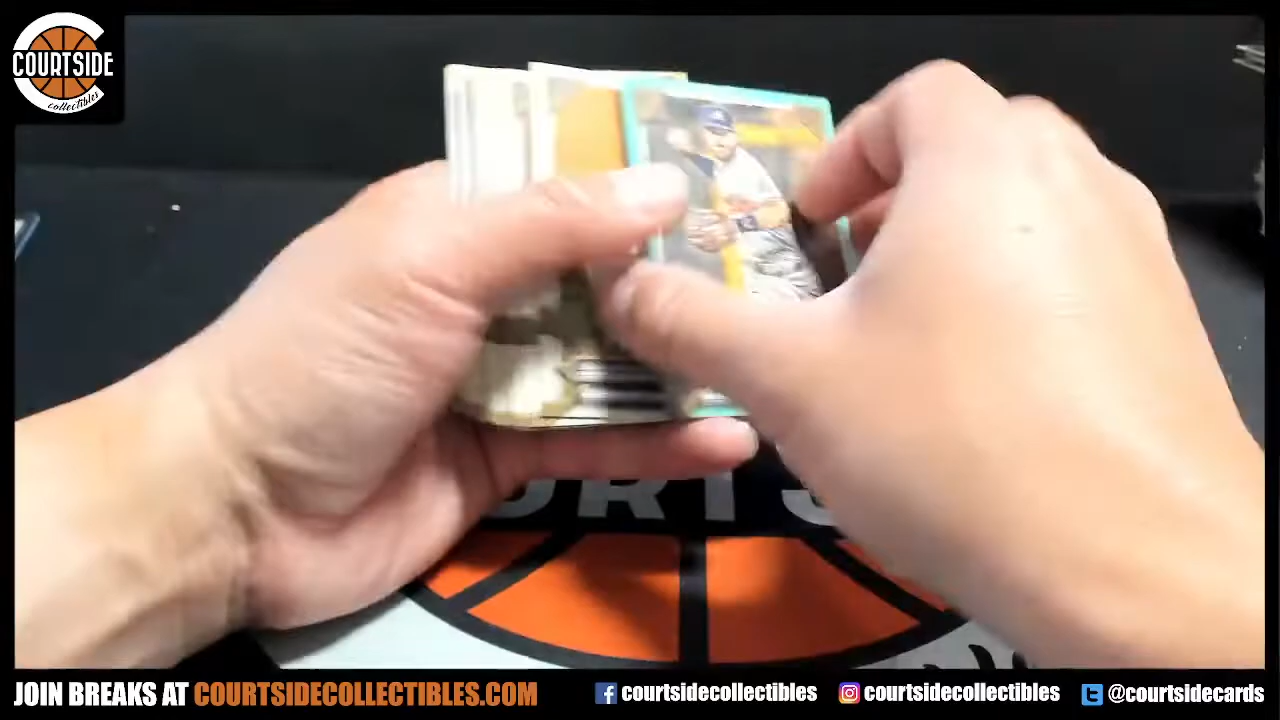 COURTSIDE
collectibles
JOIN BREAKS AT COURTSIDECOLLECTIBLES.COM
courtsidecollectibles
courtsidecollectibles
@courtsidecards